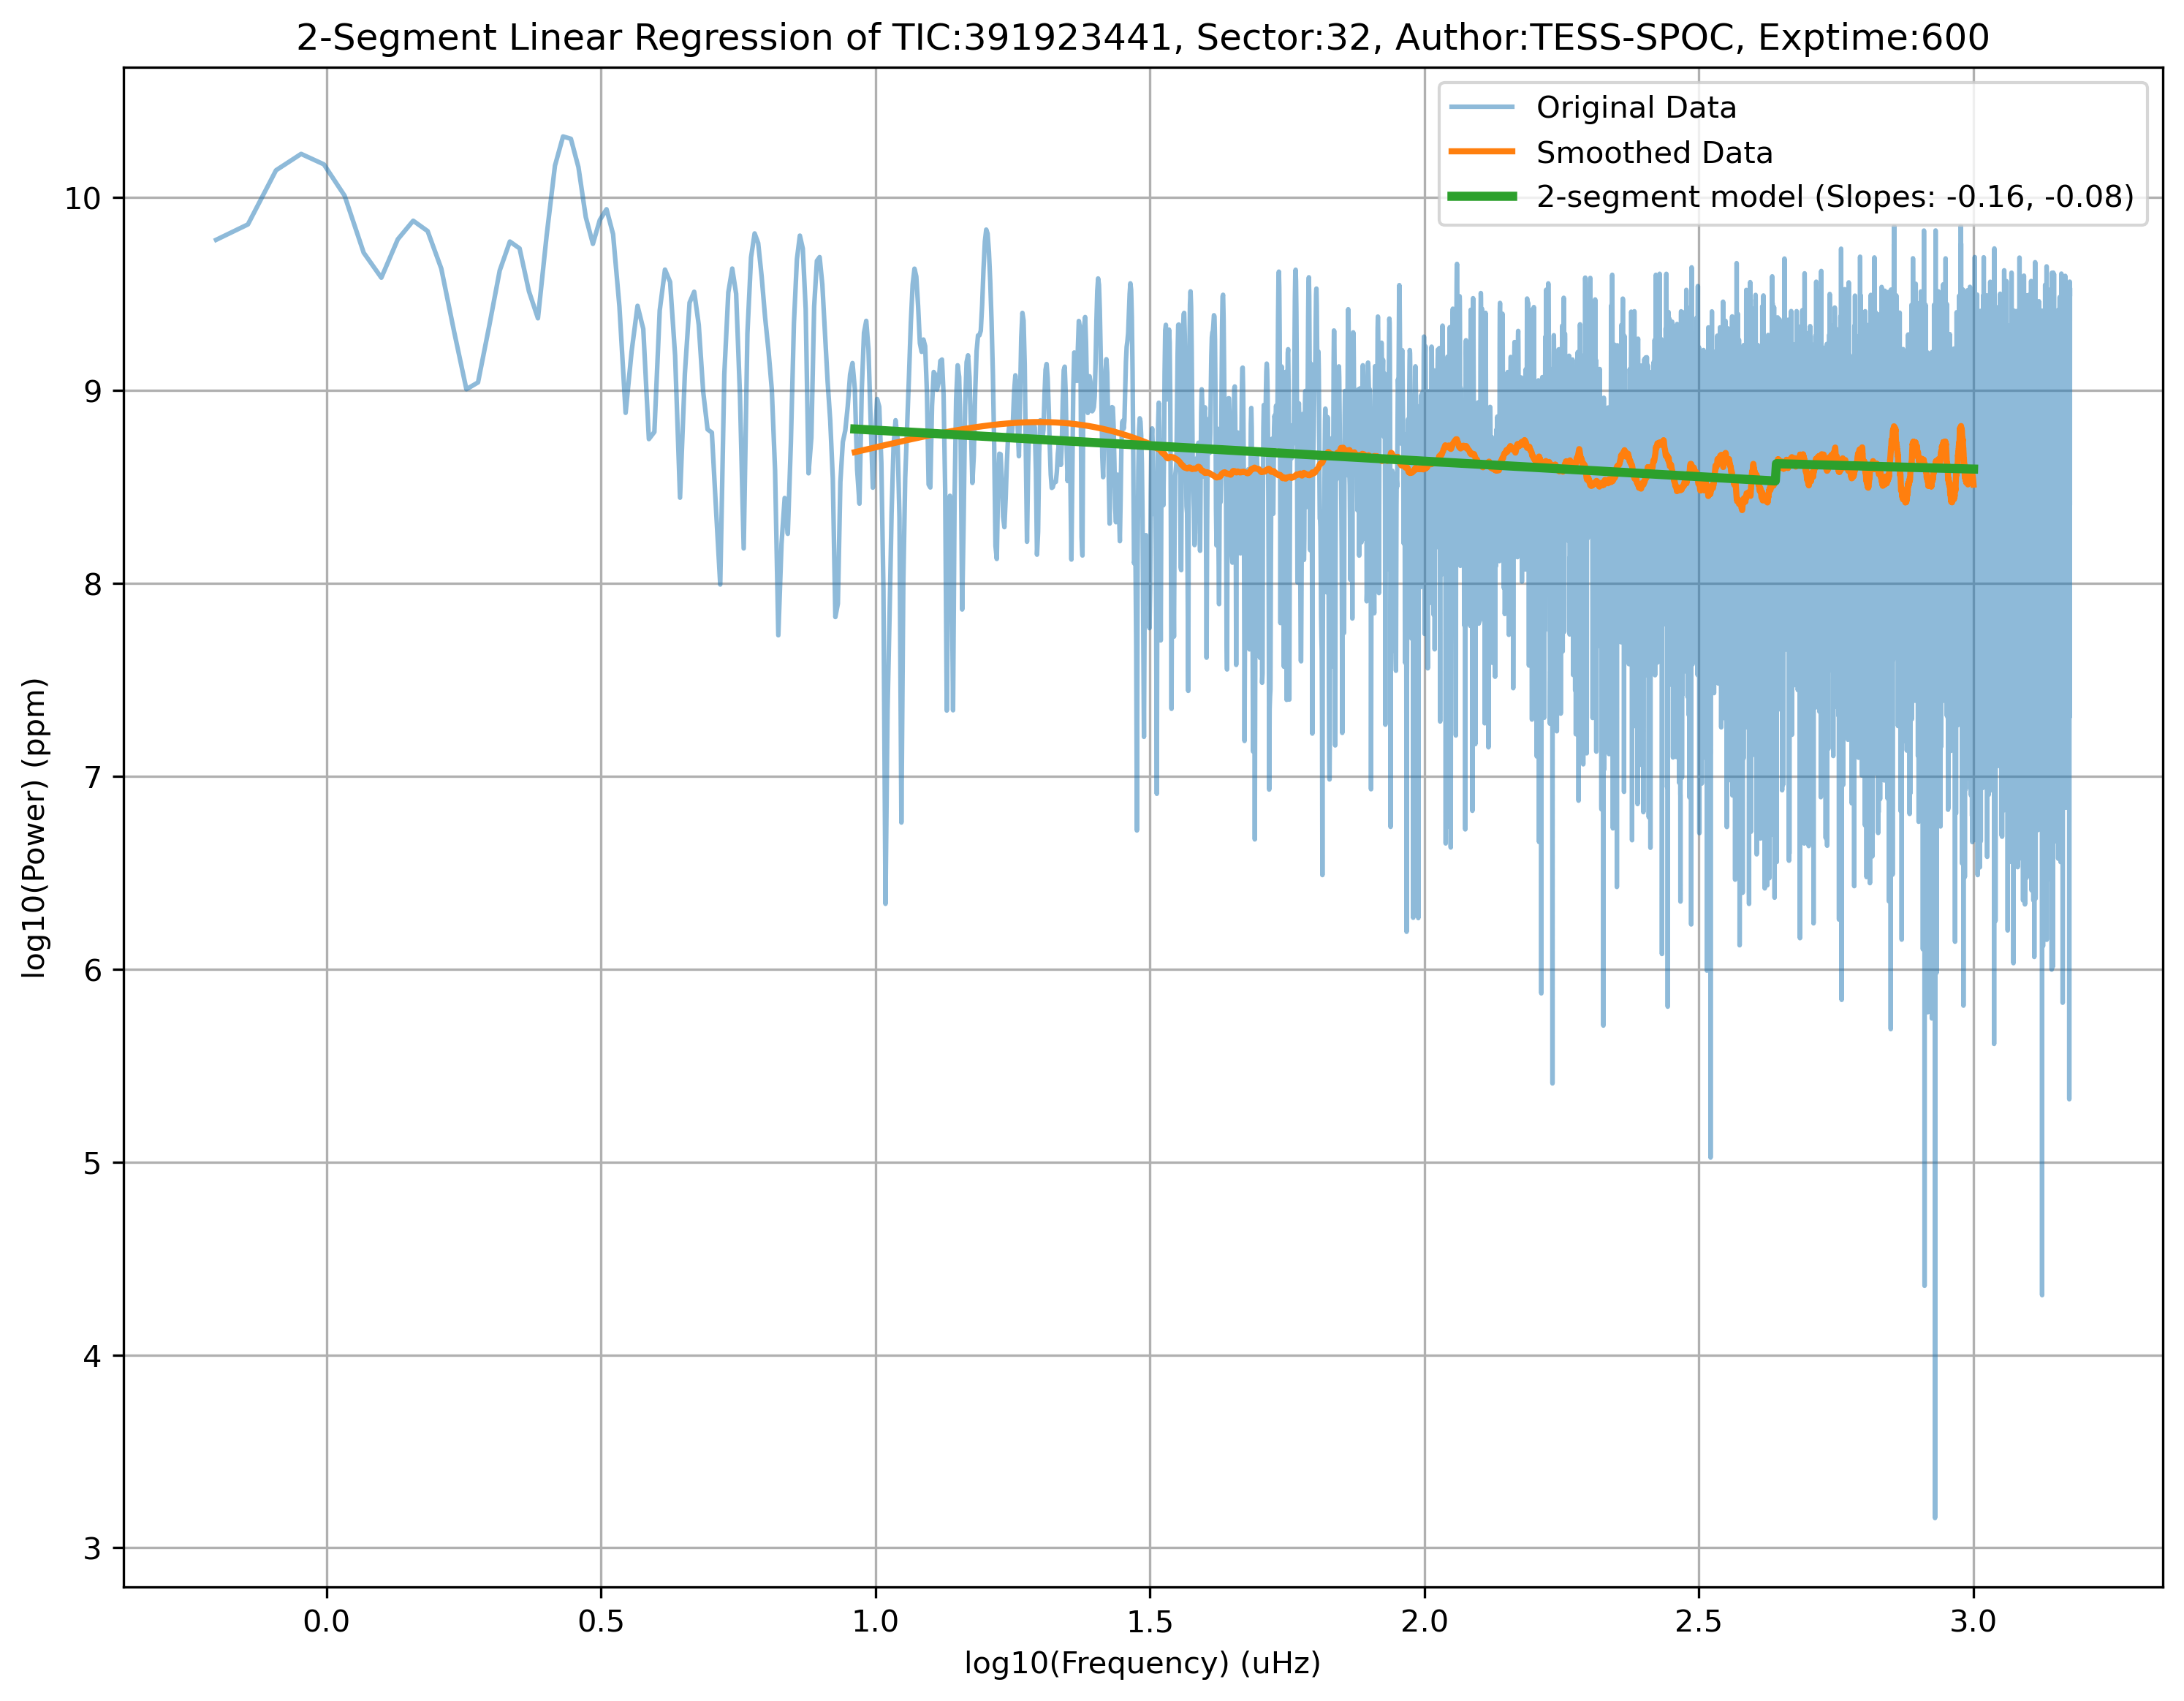 2-Segment Linear Regression of TIC:391923441, Sector:32, Author:TESS-SPOC, Exptime:600
Original Data
Smoothed Data
2-segment model (Slopes: -0.16, -0.08)
10
9
8
7
6
5
4
3
log10(Power) (ppm)
0.0 0.5 1.0 1.5 2.0 2.5 3.0
log10(Frequency) (uHz)